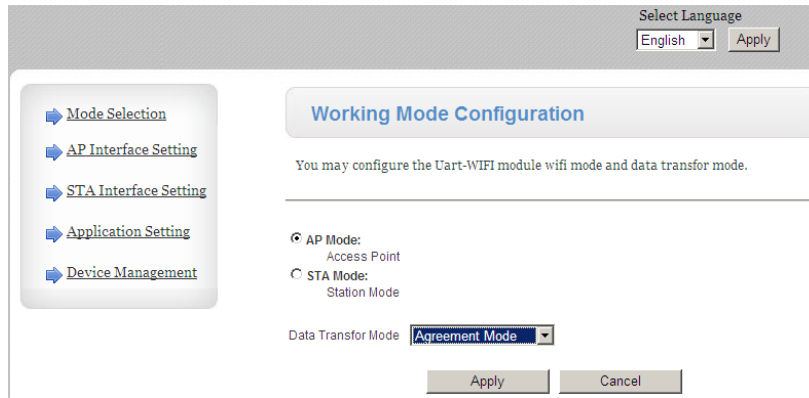 Select Language
English Apply
Mode Selection
AP Interface Setting
STA Interface Setting
Application Setting
Device Management
Working Mode Configuration
You may configure the Uart-WIFI module wifi mode and data transfor mode.
AP Mode:
Access Point
STA Mode:
Station Mode
Data Transfor Mode Agreement Mode
Apply Cancel